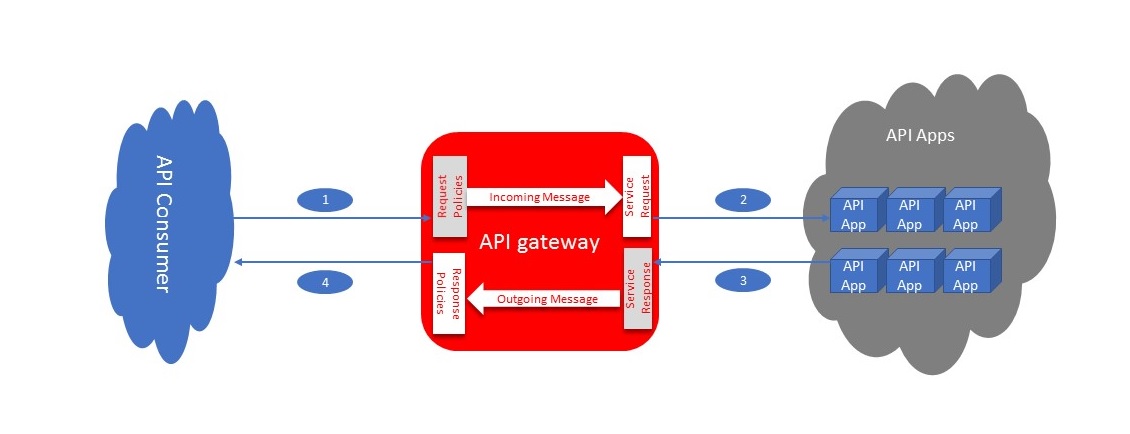 API Consumer
1
4
Request
Policies
Incoming Message
Service
Request
API gateway
Response
Policies
Outgoing Message
Service
Response
2
3
API Apps
API
App
API
App
API
App
API
App
API
App
API
App